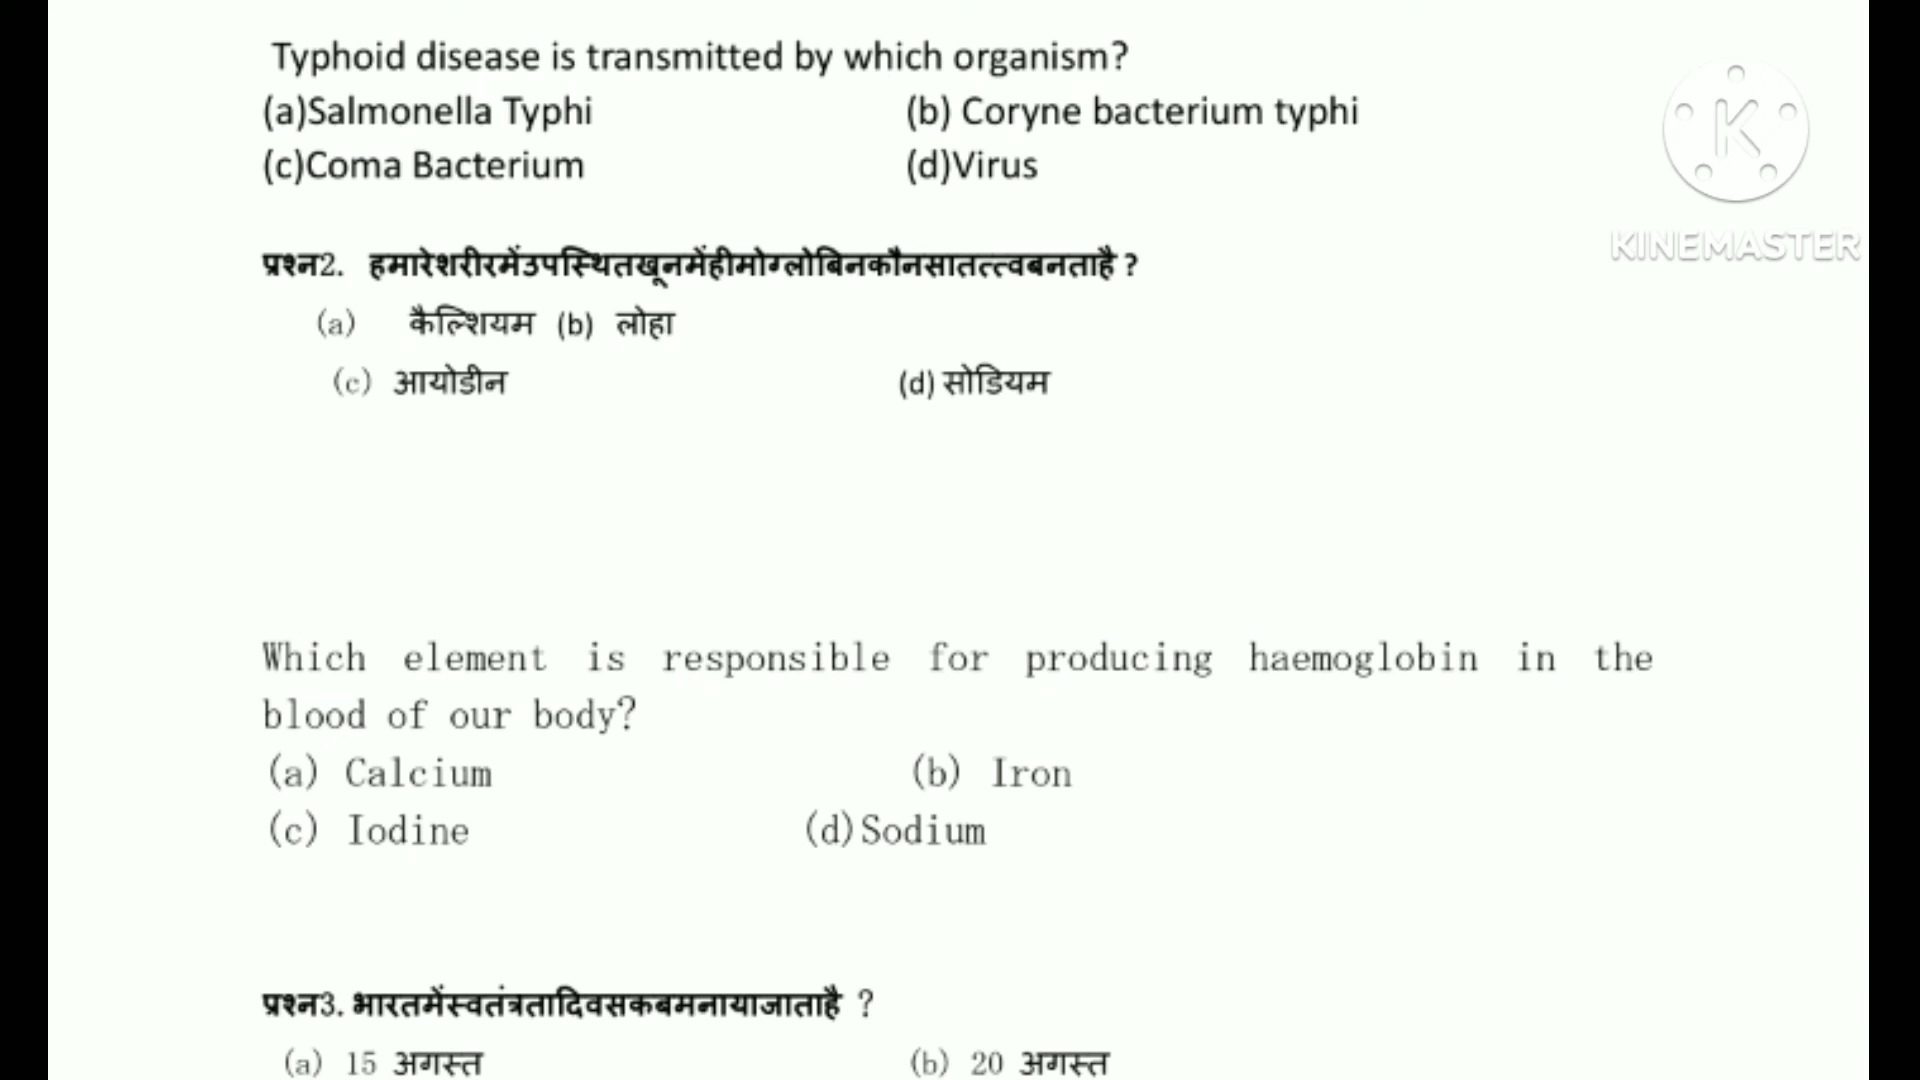 Typhoid disease is transmitted by which organism?
(a)Salmonella Typhi (b) Coryne bacterium typhi
(c)Coma Bacterium (d)Virus
KINEMASTER
प्रश्न2. हमारेशरीरमेंउपस्थितखूनमेंहीमोग्लोबिनकौनसातत्त्वबनताहै ?
(a) कैल्शियम (b) लोहा
(c) आयोडीन (d) सोडियम
Which element is responsible for producing haemoglobin in the
blood of our body?
(a) Calcium (b) Iron
(c) Iodine (d)Sodium
प्रश्न3. भारतमेंस्वतंत्रतादिवसकबमनायाजाताहै ?
(a) 15 अगस्त (b) 20 अगस्त